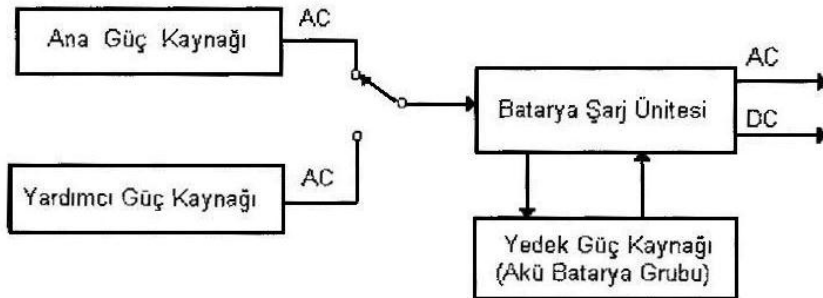 Ana Güç Kaynağı
AC
Yardımcı Güç Kaynağı
AC
Batarya Şarj Ünitesi
AC
DC
Yedek Güç Kaynağı
(Akü Batarya Grubu)